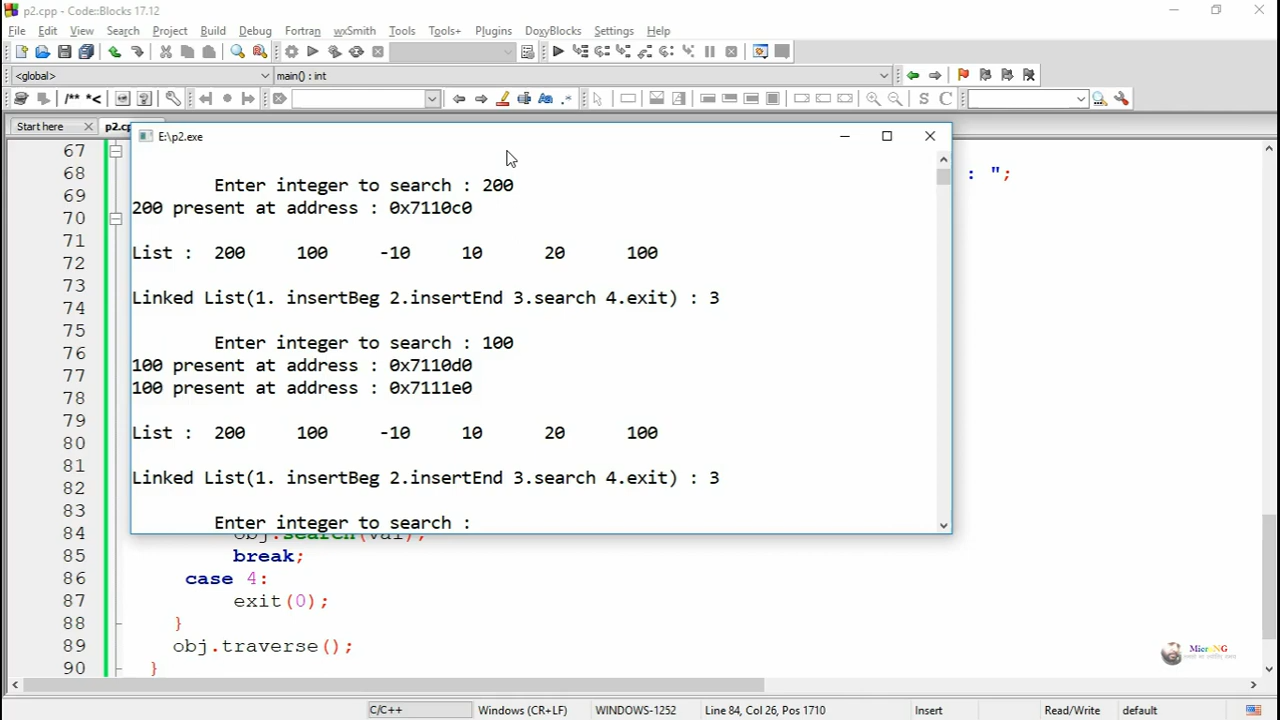 p2.cpp - Code::Blocks 17.12
File Edit View Search Project Build Debug Fortran wxSmith Tools Tools+ Plugins DoxyBlocks Settings Help
<global> main() : int
/** *< S C
Start here p2.cp
E:\p2.exe
67
68 : ";
69
70
71
72
73
74
75
76
77
78
79
80
81
82
83
Enter integer to search : 200
200 present at address : 0x7110c0
List : 200 100 -10 10 20 100
Linked List(1. insertBeg 2.insertEnd 3.search 4.exit) : 3
Enter integer to search : 100
100 present at address : 0x7110d0
100 present at address : 0x7111e0
List : 200 100 -10 10 20 100
Linked List(1. insertBeg 2.insertEnd 3.search 4.exit) : 3
Enter integer to search :
84 obj.search(val);
85 break;
86 case 4:
87 exit(0);
88 }
89 obj.traverse();
90 }
MicroNG
C/C++ Windows (CR+LF) WINDOWS-1252 Line 84, Col 26, Pos 1710 Insert Read/Write default